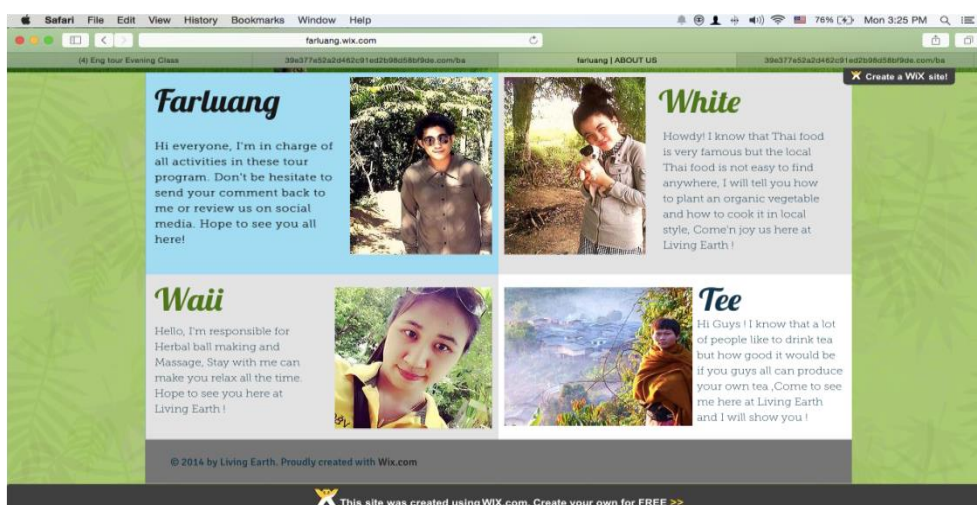 Safari File Edit View History Bookmarks Window Help
76% Mon 3:25 PM
farluang.wix.com
(4) Eng tour Evening Class
farluang | ABOUT US
Create a WiX site!
Farluang
Hi everyone, I'm in charge of
all activities in these tour
program. Don't be hesitate to
send your comment back to
me or review us on social
media. Hope to see you all
here!
White
Howdy! I know that Thai food
is very famous but the local
Thai food is not easy to find
anywhere, I will tell you how
to plant an organic vegetable
and how to cook it in local
style, Come'n joy us here at
Living Earth !
Waii
Hello, I'm responsible for
Herbal ball making and
Massage, Stay with me can
make you relax all the time.
Hope to see you here at
Living Earth !
Tee
Hi Guys ! I know that a lot
of people like to drink tea
but how good it would be
if you guys all can produce
your own tea ,Come to see
me here at Living Earth
and I will show you !
© 2014 by Living Earth. Proudly created with Wix.com
This site was created using WIX.com. Create your own for FREE >>